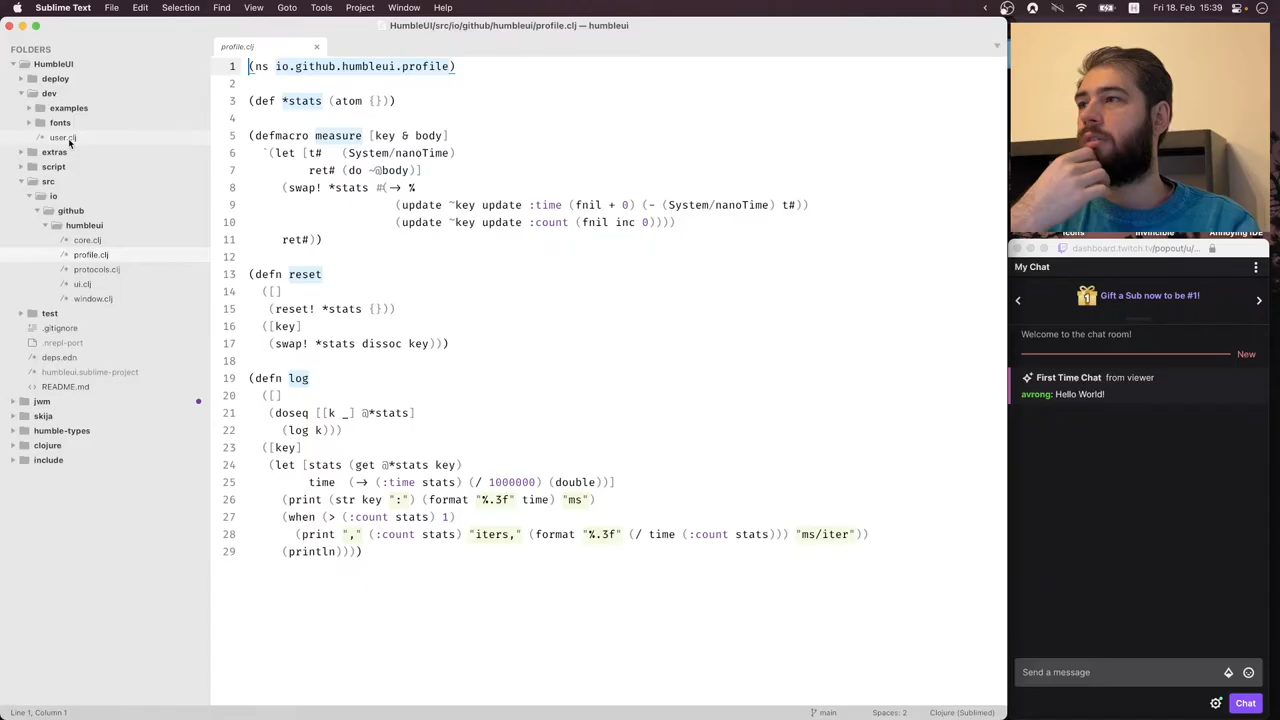 Sublime Text File Edit Selection Find View Goto Tools Project Window Help
Fri 18. Feb 15:39
HumbleUI/src/io/github/humbleui/profile.clj — humbleui
FOLDERS
HumbleUI
deploy
dev
examples
fonts
user.clj
extras
script
src
io
github
humbleui
core.clj
profile.clj
protocols.clj
ui.clj
window.clj
test
.gitignore
.nrepl-port
deps.edn
humbleui.sublime-project
README.md
jwm
skija
humble-types
clojure
include
profile.clj
1 (ns io.github.humbleui.profile)
2
3 (def *stats (atom {}))
4
5 (defmacro measure [key & body]
6 `(let [t# (System/nanoTime)
7 ret# (do ~@body)]
8 (swap! *stats #(-> %
9 (update ~key update :time (fnil + 0) (- (System/nanoTime) t#))
10 (update ~key update :count (fnil inc 0))))
11 ret#))
12
13 (defn reset
14 ([]
15 (reset! *stats {}))
16 ([key]
17 (swap! *stats dissoc key)))
18
19 (defn log
20 ([]
21 (doseq [[k _] @*stats]
22 (log k)))
23 ([key]
24 (let [stats (get @*stats key)
25 time (-> (:time stats) (/ 1000000) (double))]
26 (print (str key ":") (format "%.3f" time) "ms")
27 (when (> (:count stats) 1)
28 (print "," (:count stats) "iters," (format "%.3f" (/ time (:count stats))) "ms/iter"))
29 (println))))
Line 1, Column 1
main
Spaces: 2
Clojure (Sublimed)
Icons Invincible Annoying IDE
dashboard.twitch.tv/popout/u/...
My Chat
1
Gift a Sub now to be #1!
Welcome to the chat room!
New
First Time Chat from viewer
avrong: Hello World!
Send a message
Chat